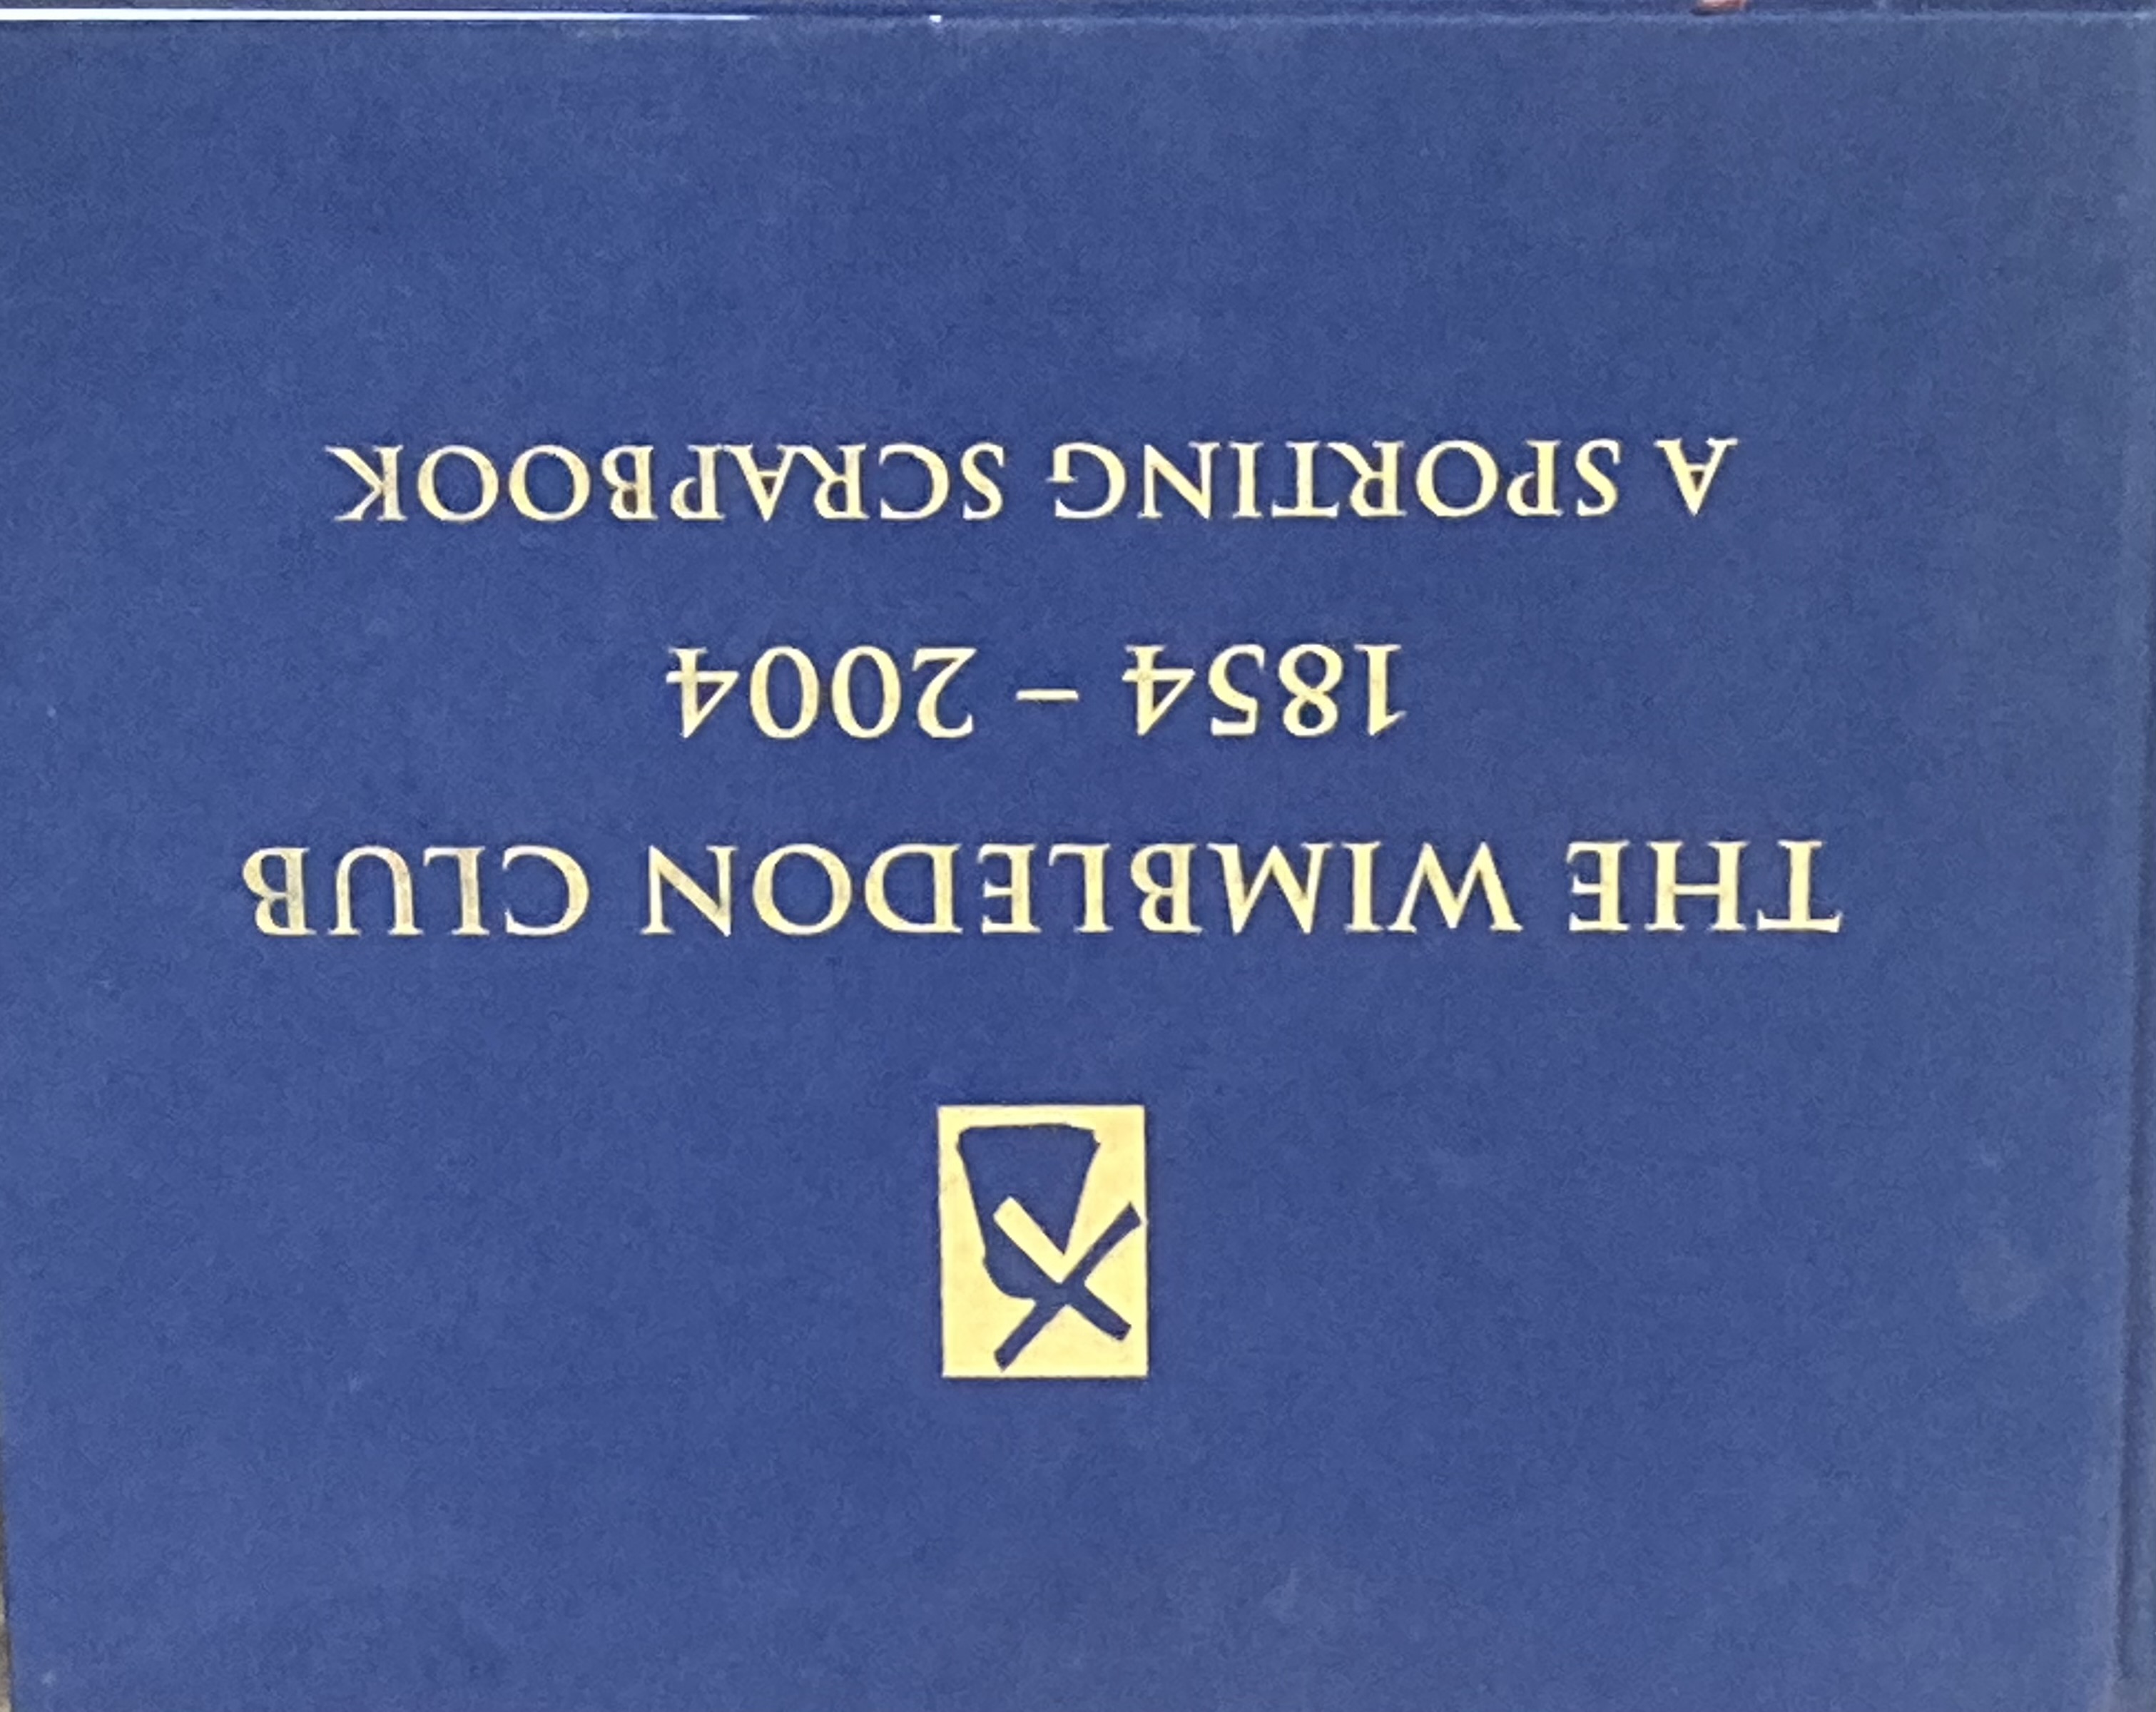 THE WIMBLEDON CLUB
1854 – 2004
A SPORTING SCRAPBOOK